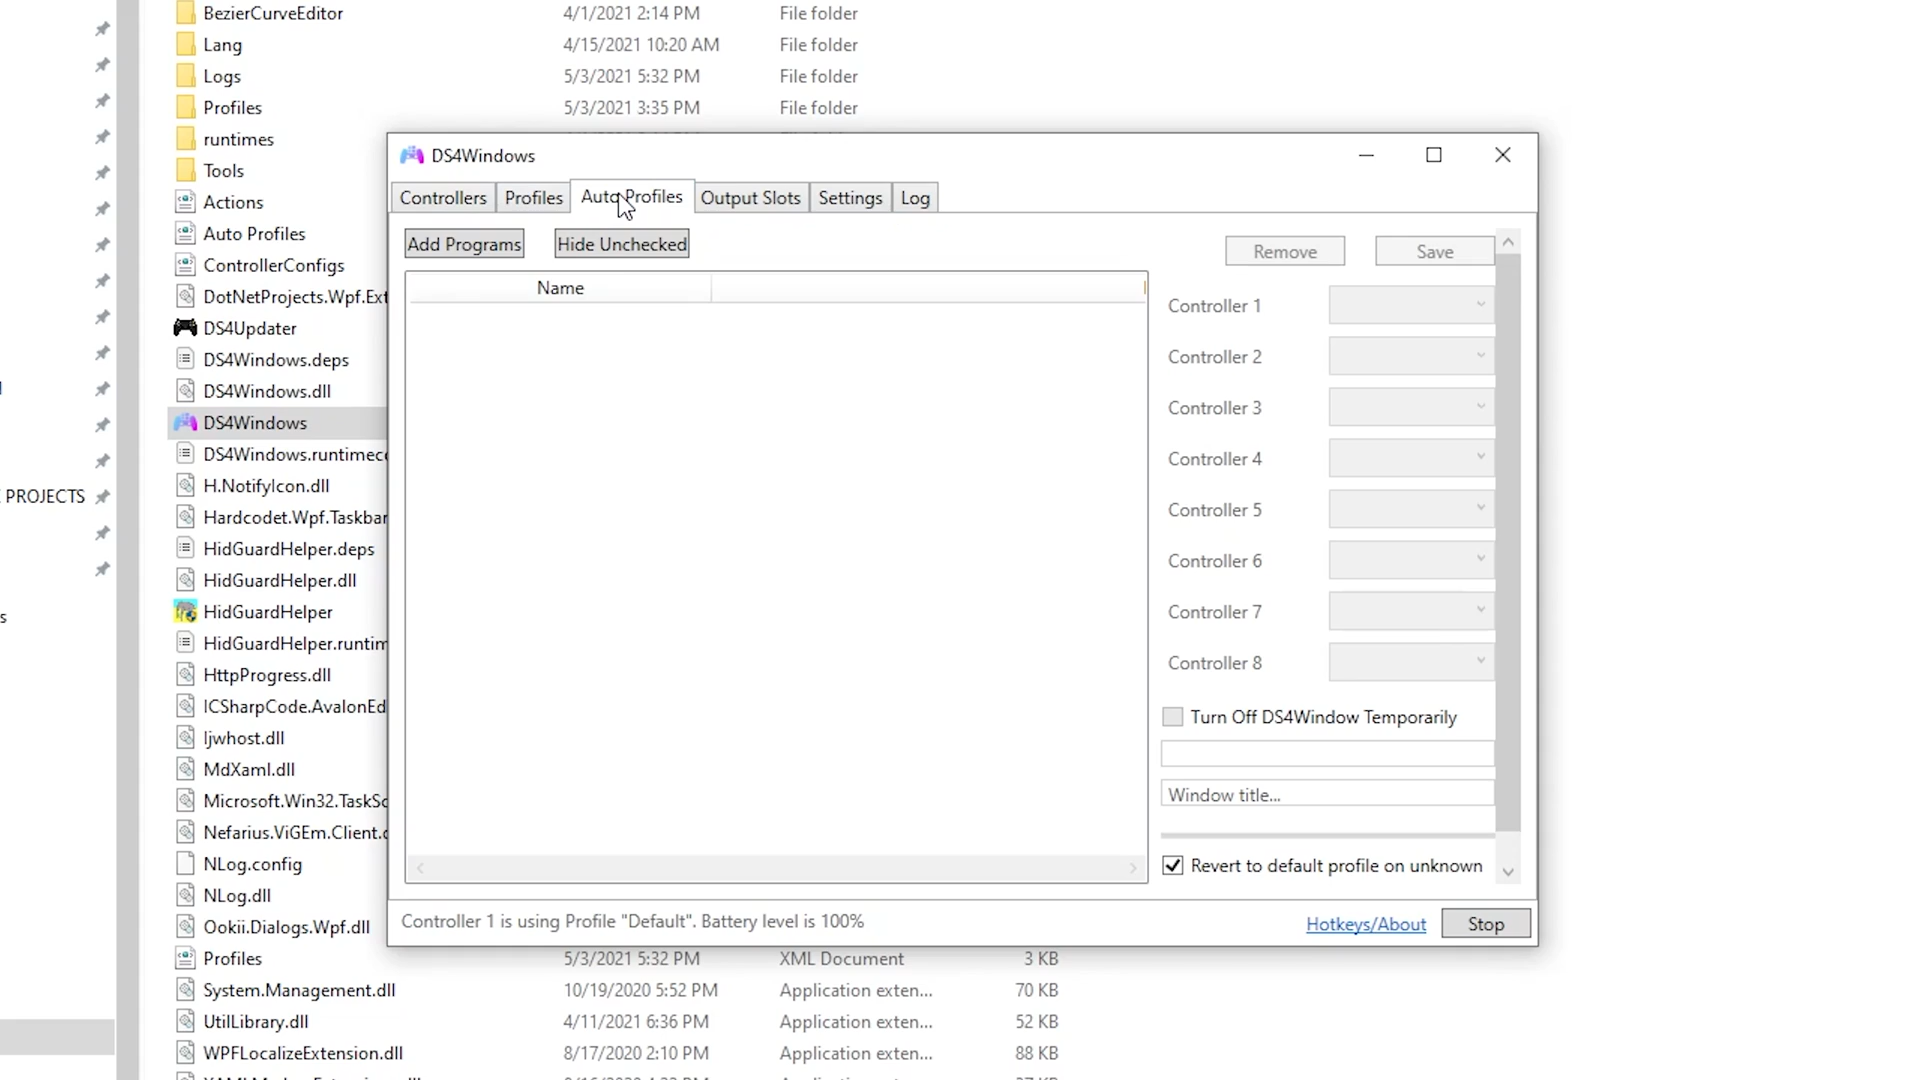 BezierCurveEditor 4/1/2021 2:14 PM File folder
Lang 4/15/2021 10:20 AM File folder
Logs 5/3/2021 5:32 PM File folder
Profiles 5/3/2021 3:35 PM File folder
runtimes
Tools
Actions
Auto Profiles
ControllerConfigs
DotNetProjects.Wpf.Ext
DS4Updater
DS4Windows.deps
DS4Windows.dll
DS4Windows
DS4Windows.runtimec
H.NotifyIcon.dll
PROJECTS
Hardcodet.Wpf.Taskbar
HidGuardHelper.deps
HidGuardHelper.dll
HidGuardHelper
s
HidGuardHelper.runtim
HttpProgress.dll
ICSharpCode.AvalonEd
Ijwhost.dll
MdXaml.dll
Microsoft.Win32.TaskSc
Nefarius.ViGEm.Client.c
NLog.config
NLog.dll
Ookii.Dialogs.Wpf.dll
Profiles 5/3/2021 5:32 PM XML Document 3 KB
System.Management.dll 10/19/2020 5:52 PM Application exten... 70 KB
UtilLibrary.dll 4/11/2021 6:36 PM Application exten... 52 KB
WPFLocalizeExtension.dll 8/17/2020 2:10 PM Application exten... 88 KB
DS4Windows
Controllers Profiles Auto Profiles Output Slots Settings Log
Add Programs Hide Unchecked Remove Save
Name
Controller 1
Controller 2
Controller 3
Controller 4
Controller 5
Controller 6
Controller 7
Controller 8
Turn Off DS4Window Temporarily
Window title...
Revert to default profile on unknown
Controller 1 is using Profile "Default". Battery level is 100%
Hotkeys/About Stop